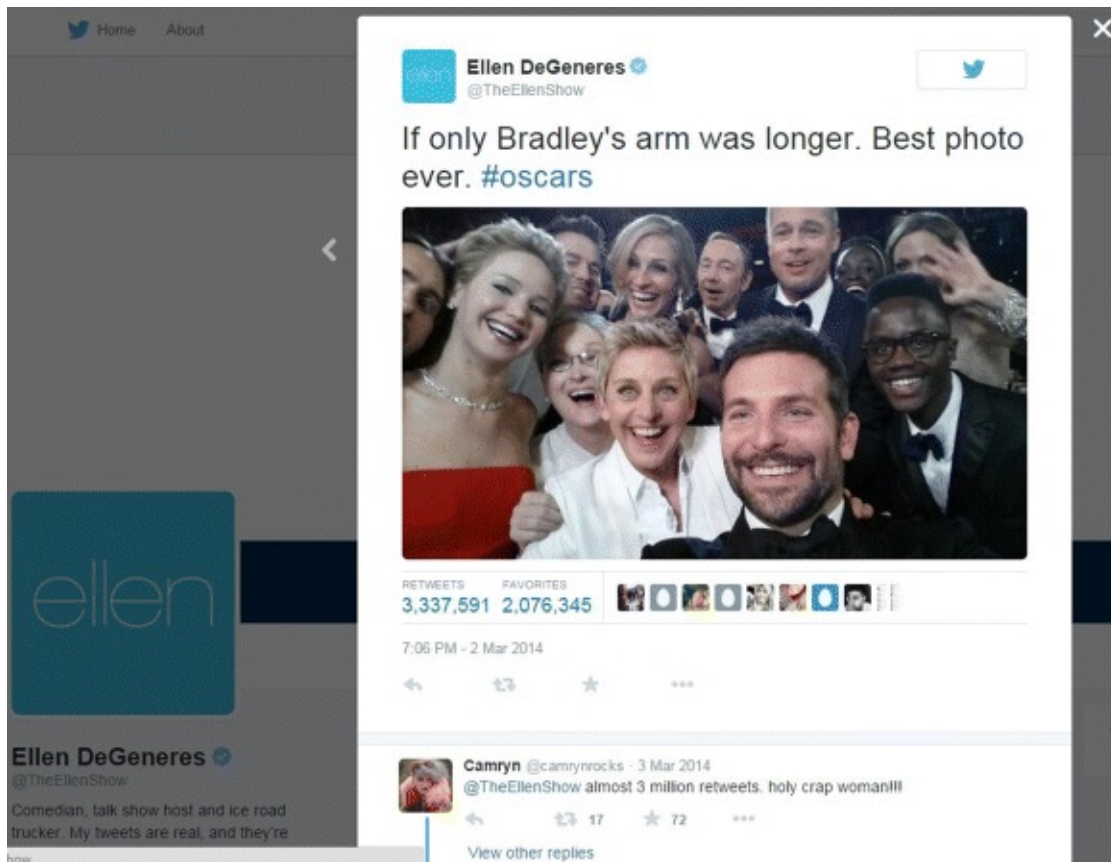 Home About
Ellen DeGeneres
@TheEllenShow
If only Bradley's arm was longer. Best photo
ever. #oscars
ellen
RETWEETS FAVORITES
3,337,591 2,076,345
7:06 PM - 2 Mar 2014
ellen
Ellen DeGeneres
@TheEllenShow
Comedian, talk show host and ice road
trucker. My tweets are real, and they're
Camryn @camrynrocks - 3 Mar 2014
@TheEllenShow almost 3 million retweets. holy crap woman!!!
17 72
View other replies